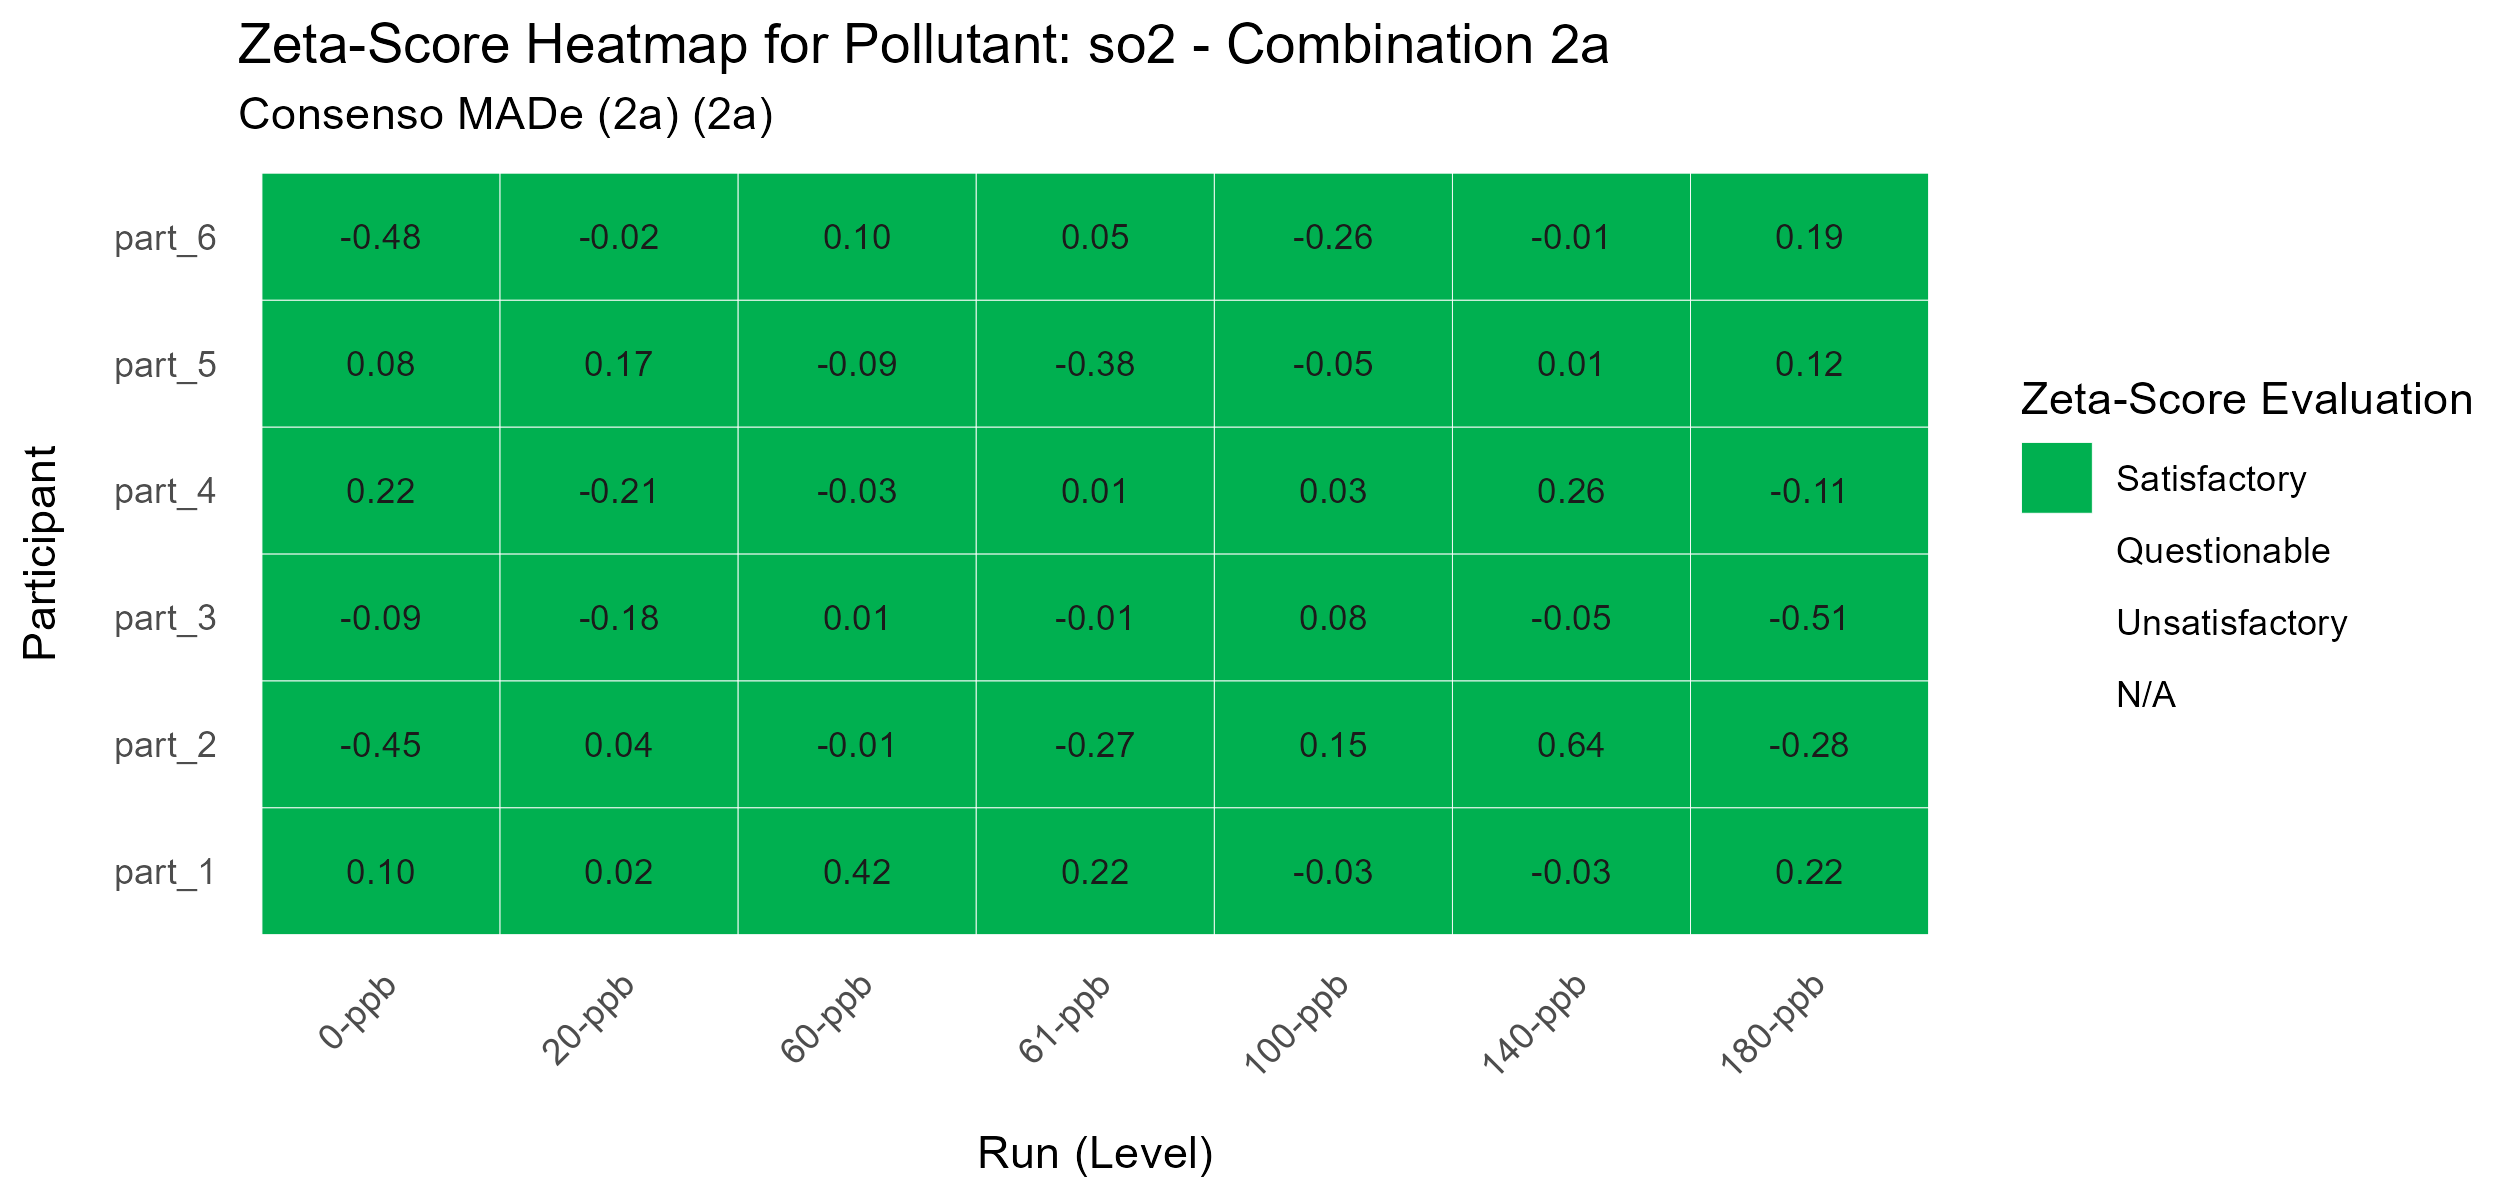 Zeta-Score Heatmap for Pollutant: so2 - Combination 2a
Consenso MADe (2a) (2a)
Participant
part_6 -0.48 -0.02 0.10 0.05 -0.26 -0.01 0.19
part_5 0.08 0.17 -0.09 -0.38 -0.05 0.01 0.12
part_4 0.22 -0.21 -0.03 0.01 0.03 0.26 -0.11
part_3 -0.09 -0.18 0.01 -0.01 0.08 -0.05 -0.51
part_2 -0.45 0.04 -0.01 -0.27 0.15 0.64 -0.28
part_1 0.10 0.02 0.42 0.22 -0.03 -0.03 0.22
0-ppb 20-ppb 60-ppb 61-ppb 100-ppb 140-ppb 180-ppb
Run (Level)
Zeta-Score Evaluation
Satisfactory
Questionable
Unsatisfactory
N/A